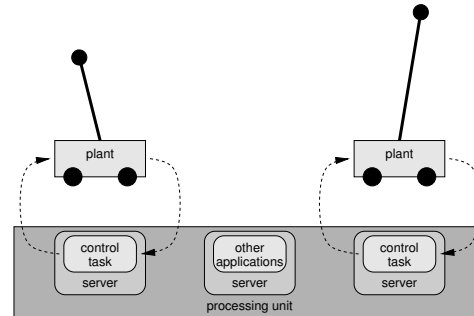 plant
plant
control
task
server
other
applications
server
control
task
server
processing unit